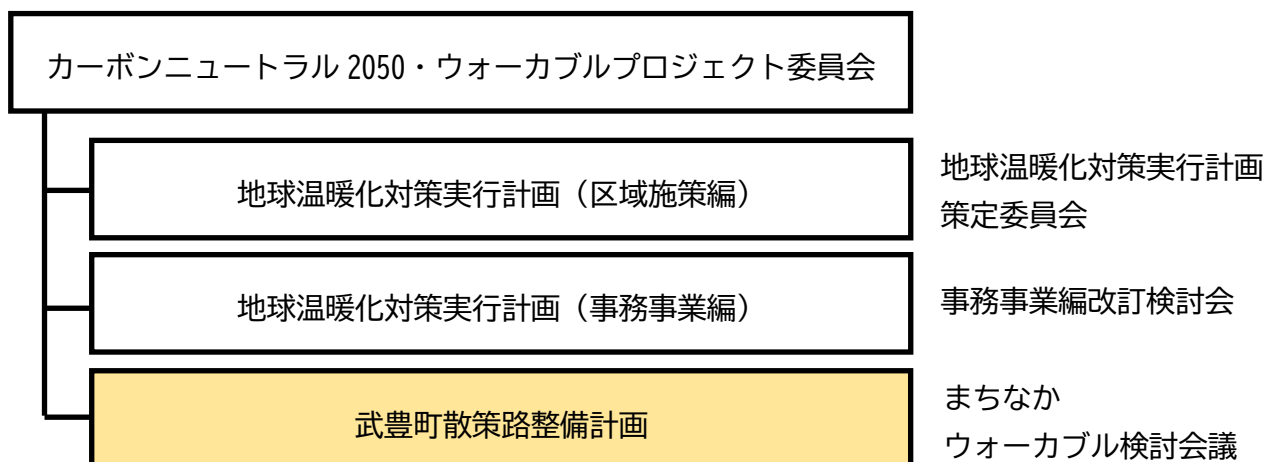 カーボンニュートラル 2050・ウォーカブルプロジェクト委員会
地球温暖化対策実行計画（区域施策編）
地球温暖化対策実行計画
策定委員会
地球温暖化対策実行計画（事務事業編）
事務事業編改訂検討会
武豊町散策路整備計画
まちなか
ウォーカブル検討会議